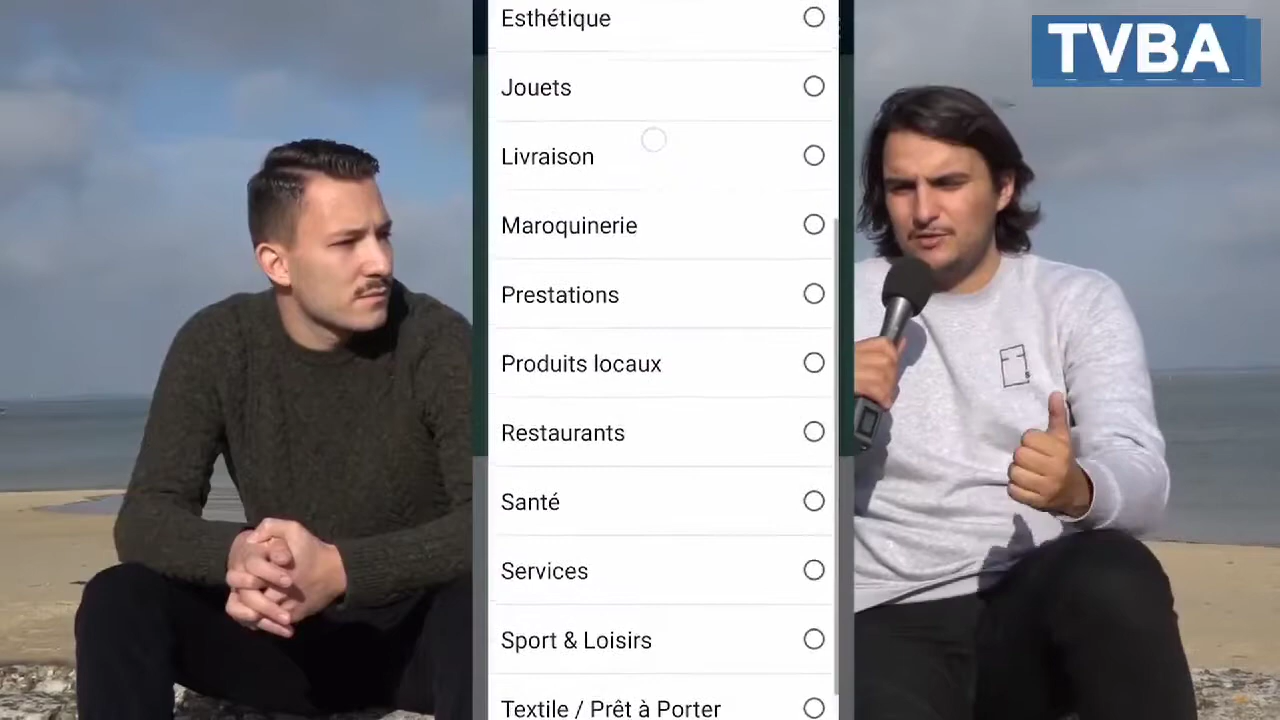 Esthétique
TVBA
Jouets
Livraison
Maroquinerie
Prestations
Produits locaux
Restaurants
Santé
Services
Sport & Loisirs
Textile / Prêt à Porter